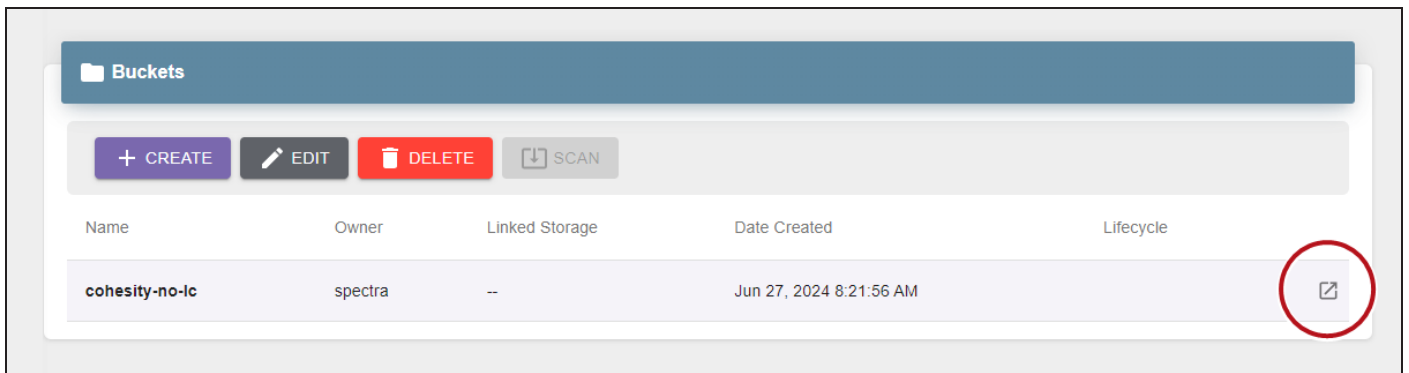 Buckets
CREATE EDIT DELETE SCAN
Name Owner Linked Storage Date Created Lifecycle
cohesity-no-lc spectra -- Jun 27, 2024 8:21:56 AM